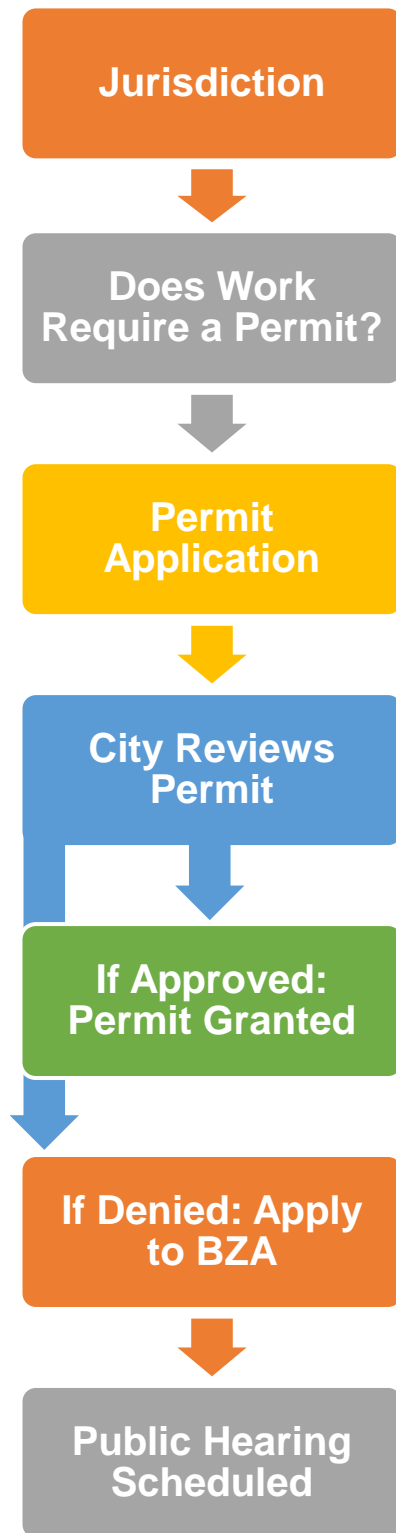 Jurisdiction
Does Work
Require a Permit?
Permit
Application
City Reviews
Permit
If Approved:
Permit Granted
If Denied: Apply
to BZA
Public Hearing
Scheduled